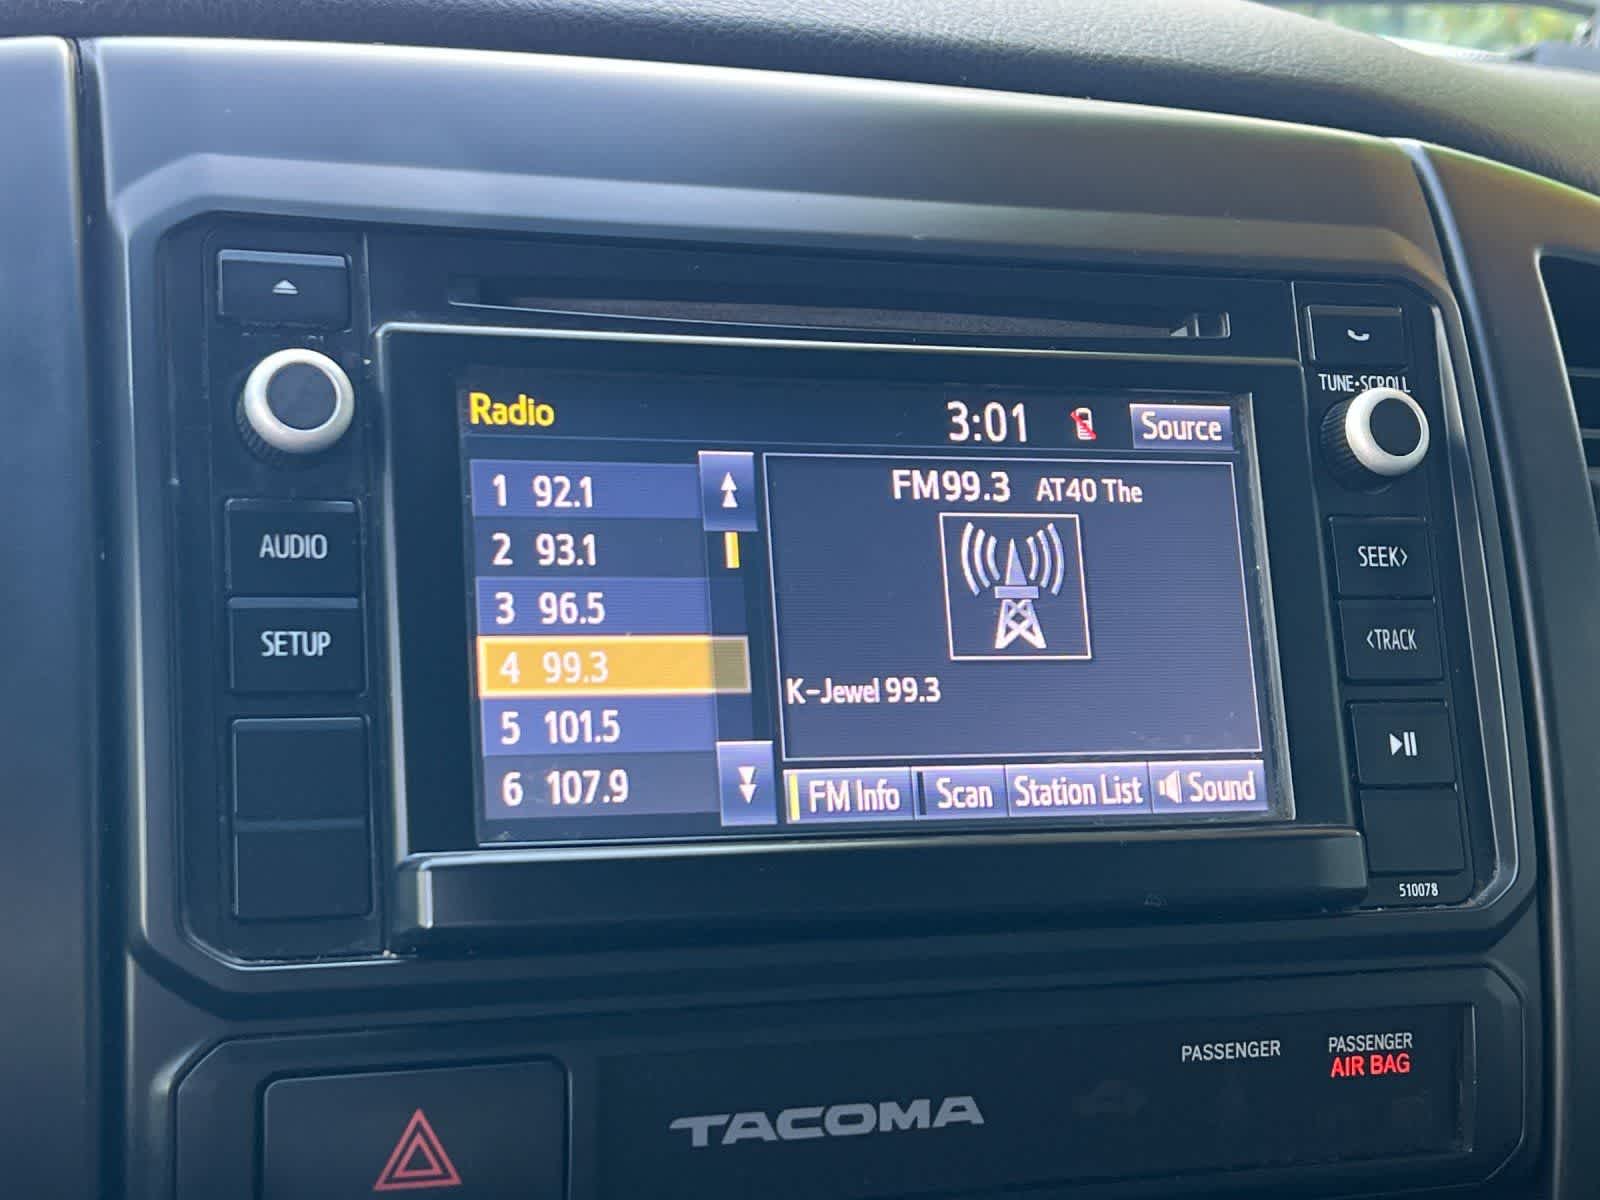 TUNE•SCROLL
Radio
3:01
Source
1 92.1
2 93.1
3 96.5
4 99.3
5 101.5
6 107.9
FM99.3 AT40 The
K-Jewel 99.3
FM Info
Scan
Station List
Sound
AUDIO
SETUP
SEEK>
<TRACK
510078
PASSENGER
PASSENGER
AIR BAG
TACOMA